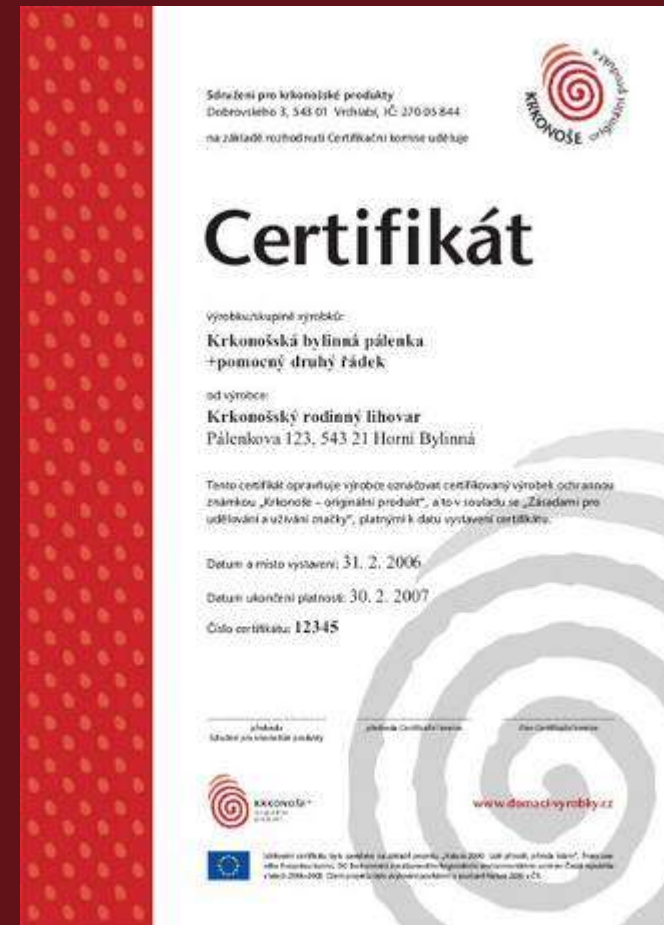 Sdružení pro krkonošské produkty
Dobrovského 3, 543 01 Vrchlabí, IČ: 270 05 844
na základě rozhodnutí Certifikační komise uděluje
KRKONOŠE originální produkt®
Certifikát
výrobku/skupině výrobků:
Krkonošská bylinná pálenka
+pomocný druhý řádek
od výrobce:
Krkonošský rodinný lihovar
Pálenkova 123, 543 21 Horní Bylinná
Tento certifikát opravňuje výrobce označovat certifikovaný výrobek ochrannou
známkou „Krkonoše – originální produkt“, a to v souladu se „Zásadami pro
udělování a užívání značky“, platnými k datu vystavení certifikátu.
Datum a místo vystavení: 31. 2. 2006
Datum ukončení platnosti: 30. 2. 2007
Číslo certifikátu: 12345
předseda
Sdružení pro krkonošské produkty
předseda Certifikační komise
člen Certifikační komise
KRKONOŠE®
originální
produkt
www.domaci-vyrobky.cz